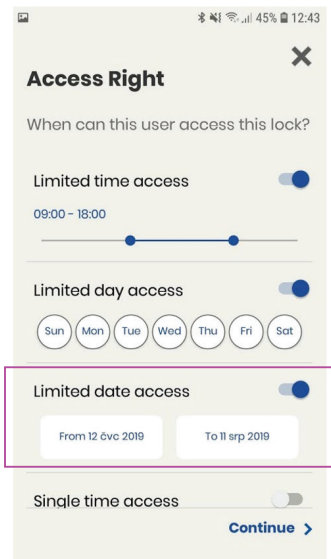 45% 12:43
Access Right
When can this user access this lock?
Limited time access
09:00 - 18:00
Limited day access
Sun Mon Tue Wed Thu Fri Sat
Limited date access
From 12 čvc 2019 To 11 srp 2019
Single time access
Continue